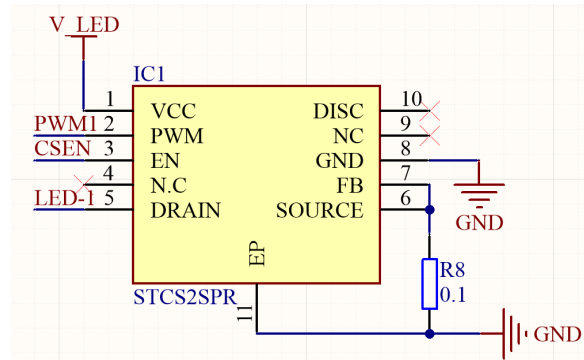 V_LED
IC1
1 VCC DISC 10
PWM1 2 PWM NC 9
CSEN 3 EN GND 8
4 N.C FB 7
LED-1 5 DRAIN SOURCE 6
GND
EP
R8
0.1
STCS2SPR
11
GND